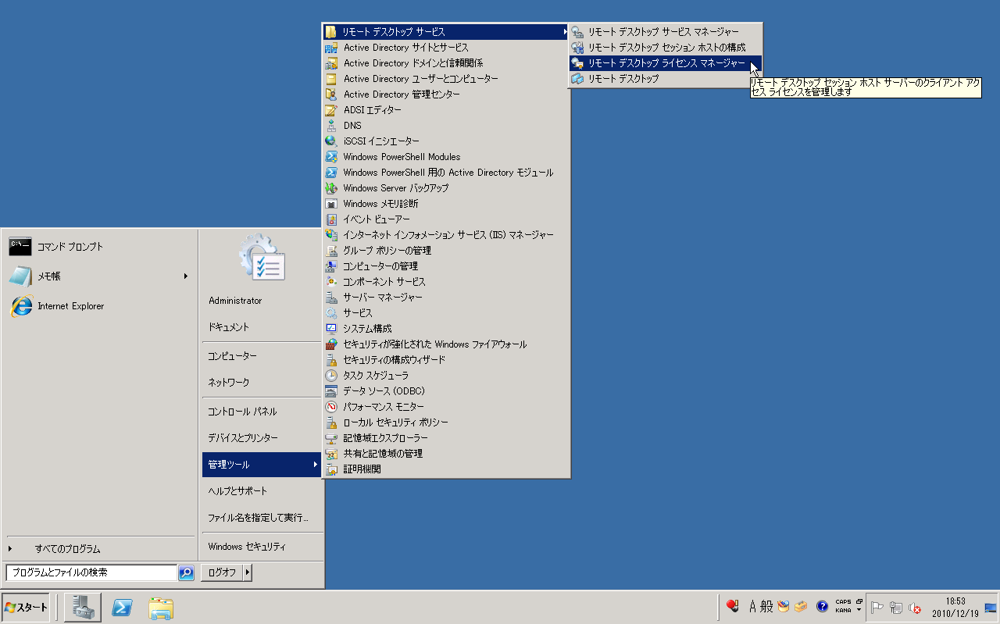 リモート デスクトップ サービス
Active Directory サイトとサービス
Active Directory ドメインと信頼関係
Active Directory ユーザーとコンピューター
Active Directory 管理センター
ADSI エディター
DNS
iSCSI イニシエーター
Windows PowerShell Modules
Windows PowerShell 用の Active Directory モジュール
Windows Server バックアップ
Windows メモリ診断
イベント ビューアー
インターネット インフォメーション サービス (IIS) マネージャー
グループ ポリシーの管理
コンピューターの管理
コンポーネント サービス
サーバー マネージャー
サービス
システム構成
セキュリティが強化された Windows ファイアウォール
セキュリティの構成ウィザード
タスク スケジューラ
データ ソース (ODBC)
パフォーマンス モニター
ローカル セキュリティ ポリシー
記憶域エクスプローラー
共有と記憶域の管理
証明機関
リモート デスクトップ サービス マネージャー
リモート デスクトップ セッション ホストの構成
リモート デスクトップ ライセンス マネージャー
リモート デスクトップ
リモート デスクトップ セッション ホスト サーバーのクライアント アク
セス ライセンスを管理します
C:\
コマンド プロンプト
メモ帳
Internet Explorer
すべてのプログラム
プログラムとファイルの検索
Administrator
ドキュメント
コンピューター
ネットワーク
コントロール パネル
デバイスとプリンター
管理ツール
ヘルプとサポート
ファイル名を指定して実行...
Windows セキュリティ
ログオフ
スタート
A 般
CAPS
KANA
18:53
2010/12/19